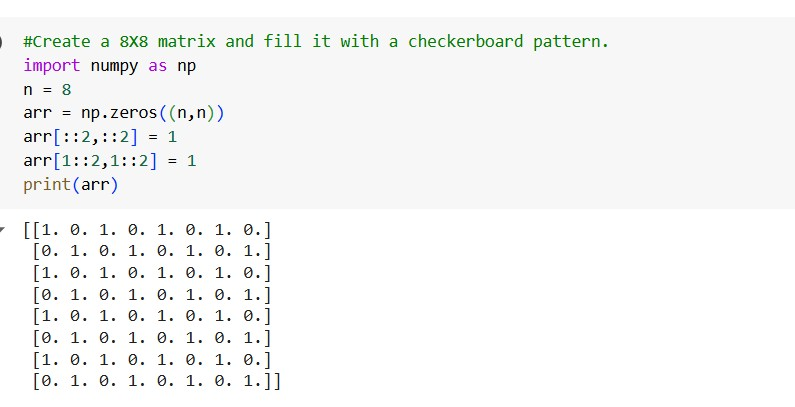 #Create a 8X8 matrix and fill it with a checkerboard pattern.
import numpy as np
n = 8
arr = np.zeros((n,n))
arr[::2,::2] = 1
arr[1::2,1::2] = 1
print(arr)
[[1. 0. 1. 0. 1. 0. 1. 0.]
 [0. 1. 0. 1. 0. 1. 0. 1.]
 [1. 0. 1. 0. 1. 0. 1. 0.]
 [0. 1. 0. 1. 0. 1. 0. 1.]
 [1. 0. 1. 0. 1. 0. 1. 0.]
 [0. 1. 0. 1. 0. 1. 0. 1.]
 [1. 0. 1. 0. 1. 0. 1. 0.]
 [0. 1. 0. 1. 0. 1. 0. 1.]]